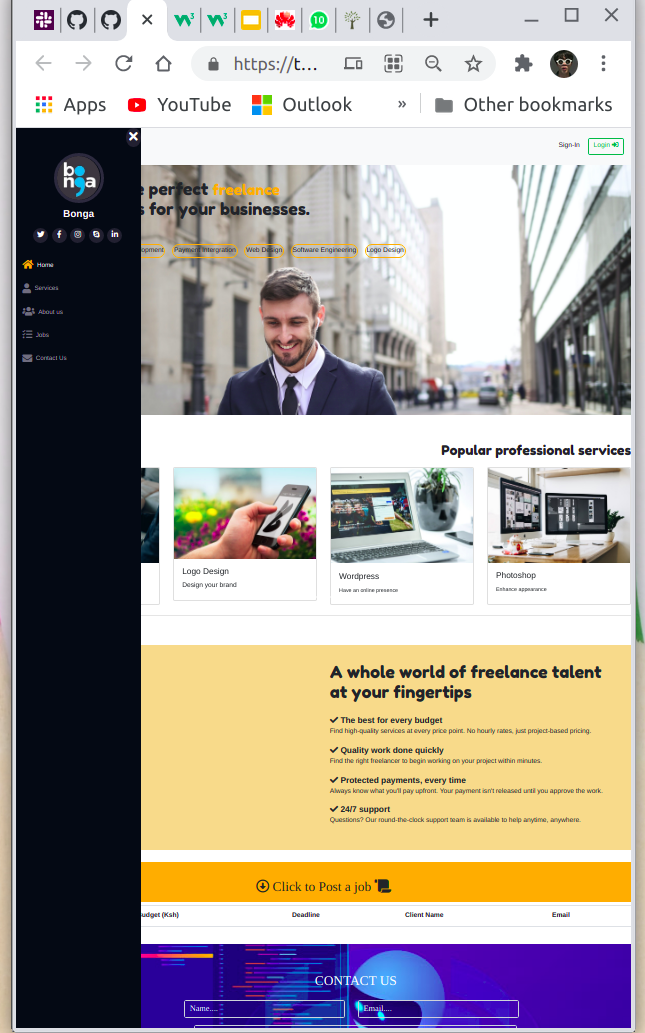 10
https://t...
Apps
YouTube
Outlook
»
Other bookmarks
bo
nga
Bonga
Home
Services
About us
Jobs
Contact Us
Sign-In
Login
e perfect freelance
s for your businesses.
opment
Payment Intergration
Web Design
Software Engineering
Logo Design
Popular professional services
Logo Design
Design your brand
Wordpress
Have an online presence
Photoshop
Enhance appearance
A whole world of freelance talent
at your fingertips
The best for every budget
Find high-quality services at every price point. No hourly rates, just project-based pricing.
Quality work done quickly
Find the right freelancer to begin working on your project within minutes.
Protected payments, every time
Always know what you'll pay upfront. Your payment isn't released until you approve the work.
24/7 support
Questions? Our round-the-clock support team is available to help anytime, anywhere.
Click to Post a job
udget (Ksh)
Deadline
Client Name
Email
CONTACT US
Name....
Email....